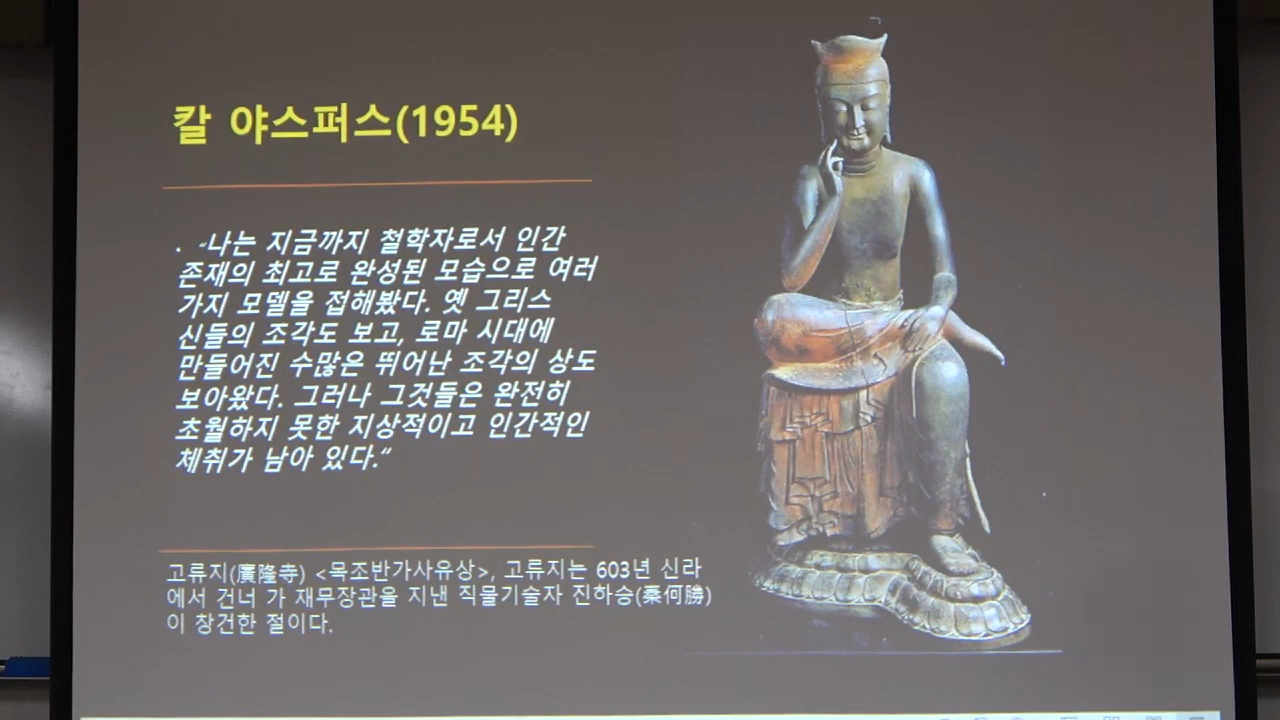 칼 야스퍼스(1954)
. “나는 지금까지 철학자로서 인간
존재의 최고로 완성된 모습으로 여러
가지 모델을 접해봤다. 옛 그리스
신들의 조각도 보고, 로마 시대에
만들어진 수많은 뛰어난 조각의 상도
보아왔다. 그러나 그것들은 완전히
초월하지 못한 지상적이고 인간적인
체취가 남아 있다.“
고류지(廣隆寺) <목조반가사유상>, 고류지는 603년 신라
에서 건너 가 재무장관을 지낸 직물기술자 진하승(秦何勝)
이 창건한 절이다.